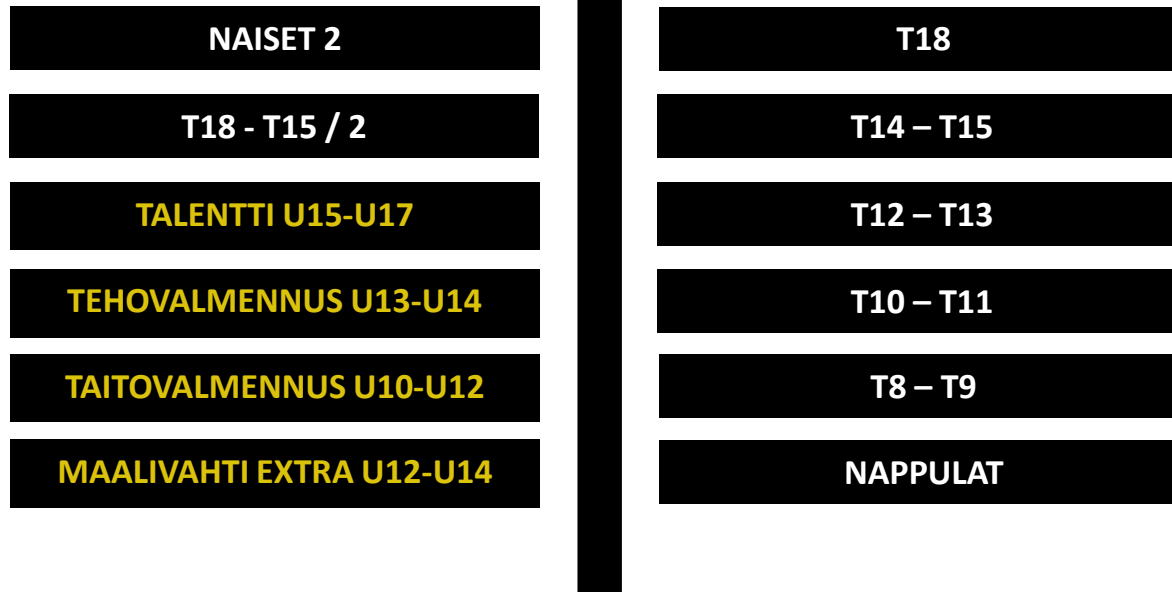 NAISET 2
T18 - T15 / 2
TALENTTI U15-U17
TEHOVALMENNUS U13-U14
TAITOVALMENNUS U10-U12
MAALIVAHTI EXTRA U12-U14
T18
T14 – T15
T12 – T13
T10 – T11
T8 – T9
NAPPULAT